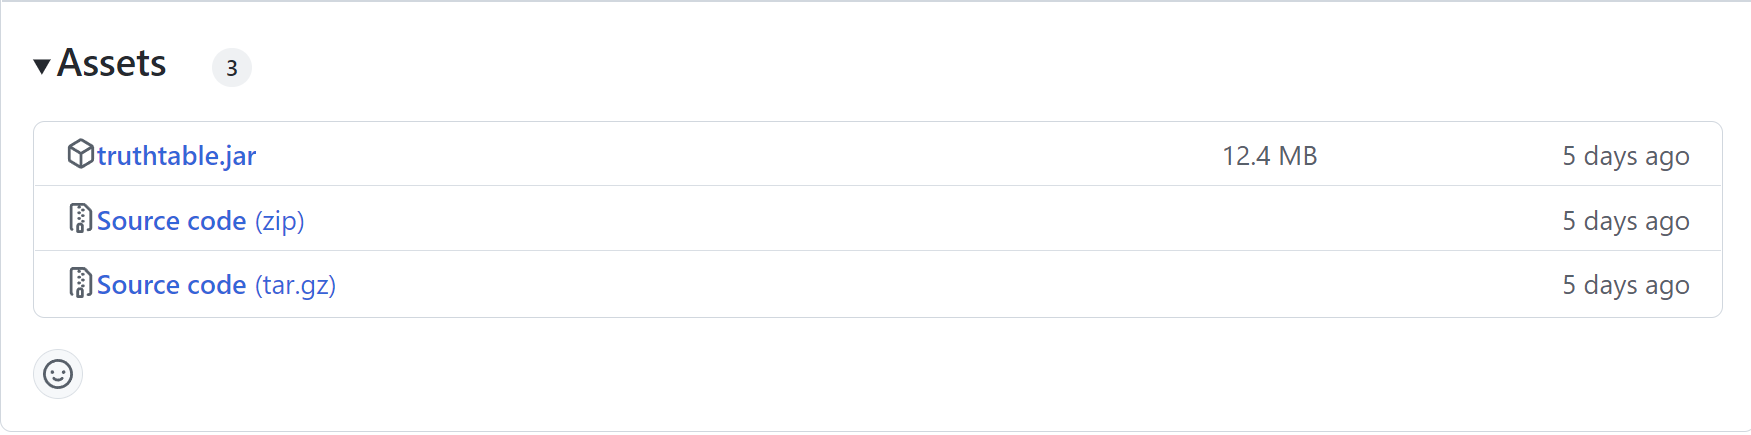 Assets 3
truthtable.jar 12.4 MB 5 days ago
Source code (zip) 5 days ago
Source code (tar.gz) 5 days ago